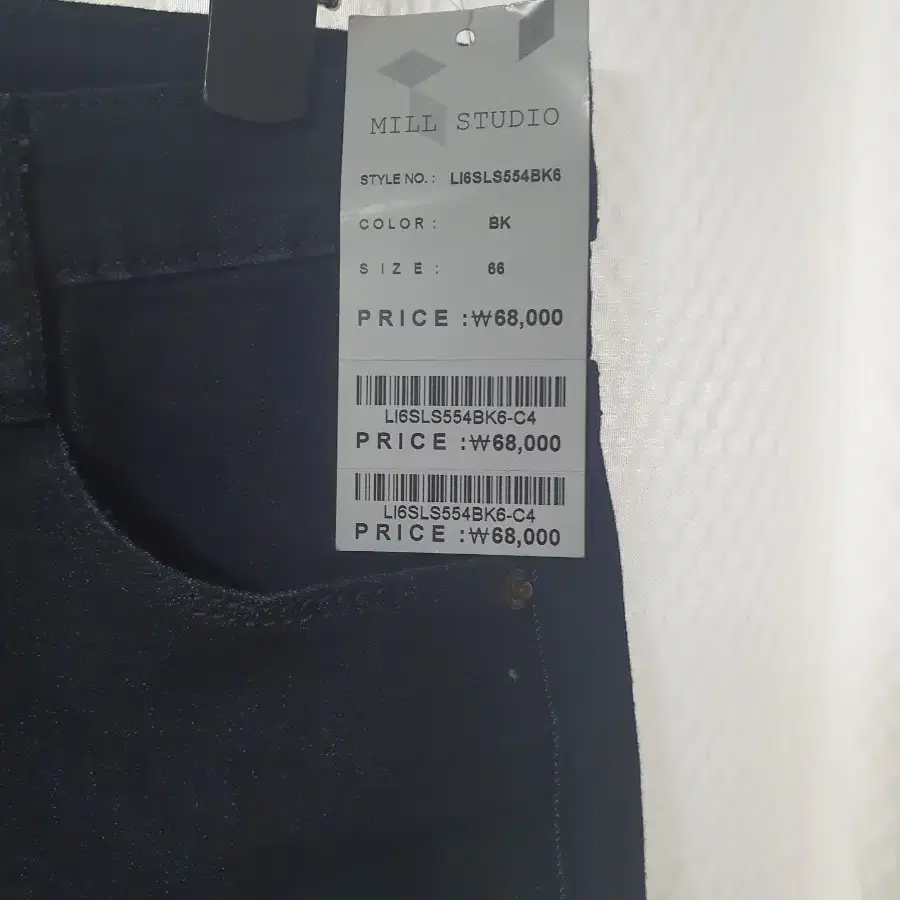 MILL STUDIO
STYLE NO. : LI6SLS554BK6
COLOR : BK
SIZE : 66
PRICE :₩68,000
LI6SLS554BK6-C4
PRICE :₩68,000
LI6SLS554BK6-C4
PRICE :₩68,000